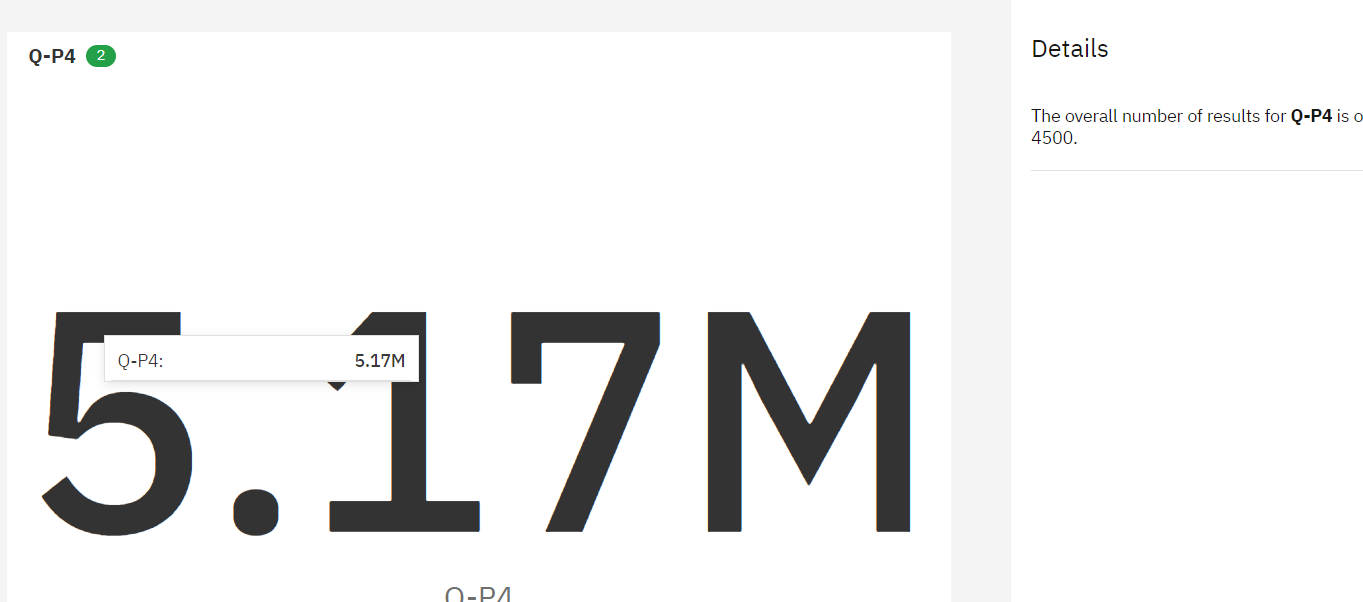 Q-P4 2
Details
The overall number of results for Q-P4 is
4500.
Q-P4: 5.17M
5.17M
Q-P4